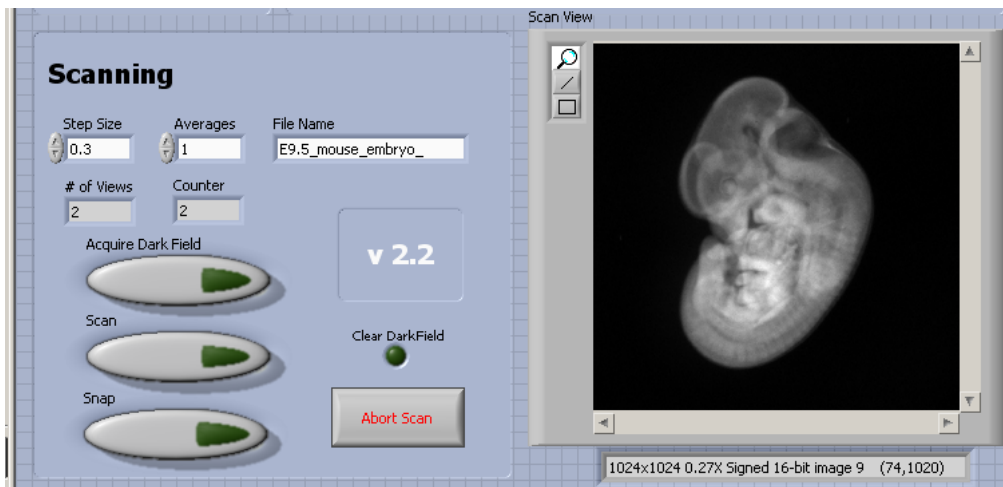 Scan View
Scanning
Step Size Averages File Name
0.3 1 E9.5_mouse_embryo_
# of Views Counter
2 2
Acquire Dark Field
v 2.2
Scan
Clear DarkField
Snap
Abort Scan
1024x1024 0.27X Signed 16-bit image 9 (74,1020)